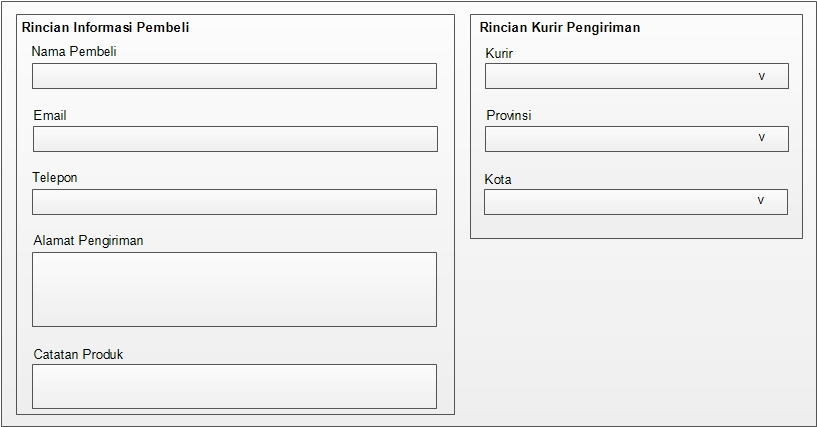 Rincian Informasi Pembeli
Nama Pembeli
Email
Telepon
Alamat Pengiriman
Catatan Produk
Rincian Kurir Pengiriman
Kurir
v
Provinsi
v
Kota
v